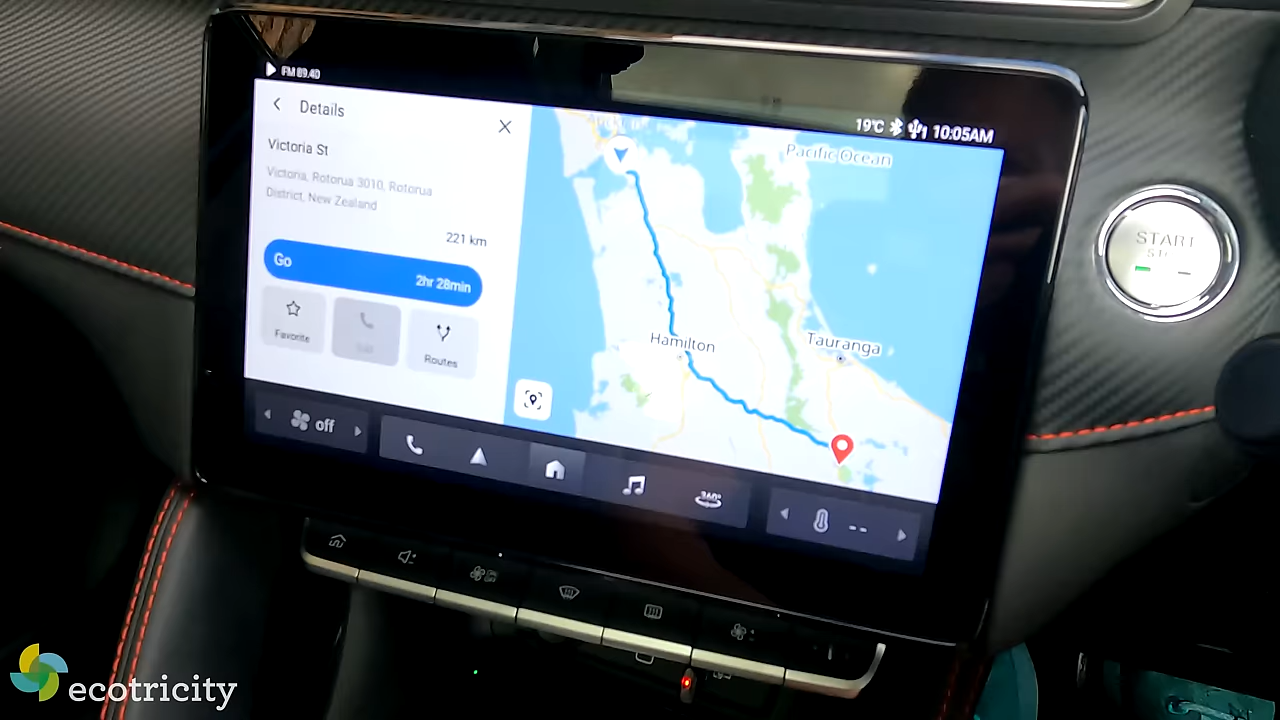 FM 89.40
19°C 10:05AM
Details
Victoria St
Victoria, Rotorua 3010, Rotorua
District, New Zealand
221 km
Go
2hr 28min
Favorite
Routes
Pacific Ocean
Hamilton
Tauranga
off
360°
--
START
ecotricity